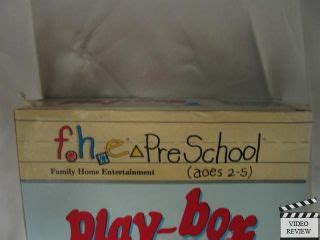 f.h.e PreSchool
Family Home Entertainment
(ages 2-5)
play-box
VIDEO
REVIEW